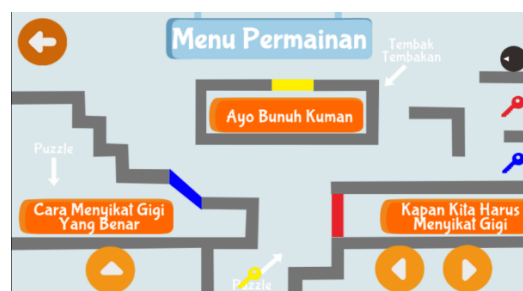 Menu Permainan
Tembak
Tembakan
Ayo Bunuh Kuman
Puzzle
Cara Menyikat Gigi
Yang Benar
Kapan Kita Harus
Menyikat Gigi
Puzzle